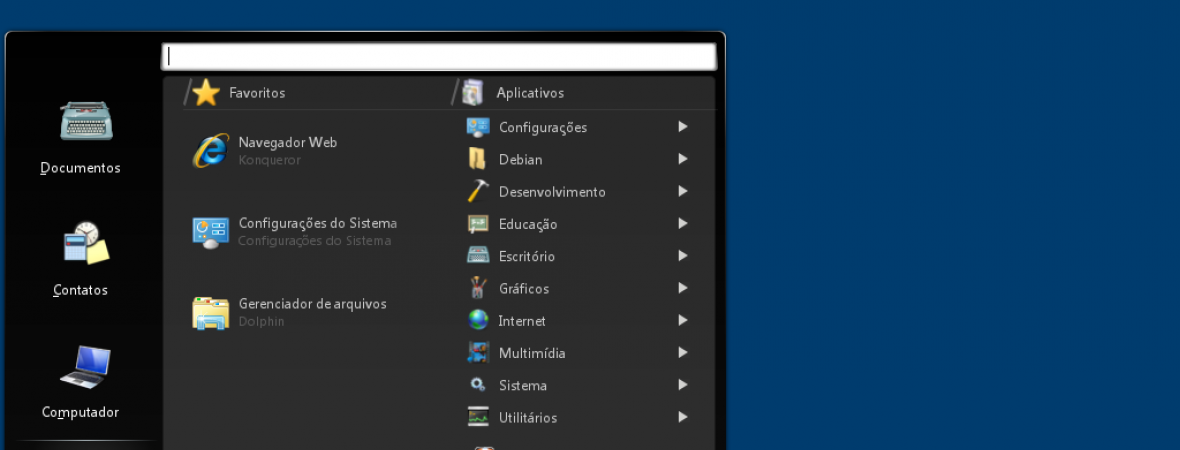 Documentos
Contatos
Computador
Favoritos
Navegador Web
Konqueror
Configurações do Sistema
Configurações do Sistema
Gerenciador de arquivos
Dolphin
Aplicativos
Configurações
Debian
Desenvolvimento
Educação
Escritório
Gráficos
Internet
Multimídia
Sistema
Utilitários